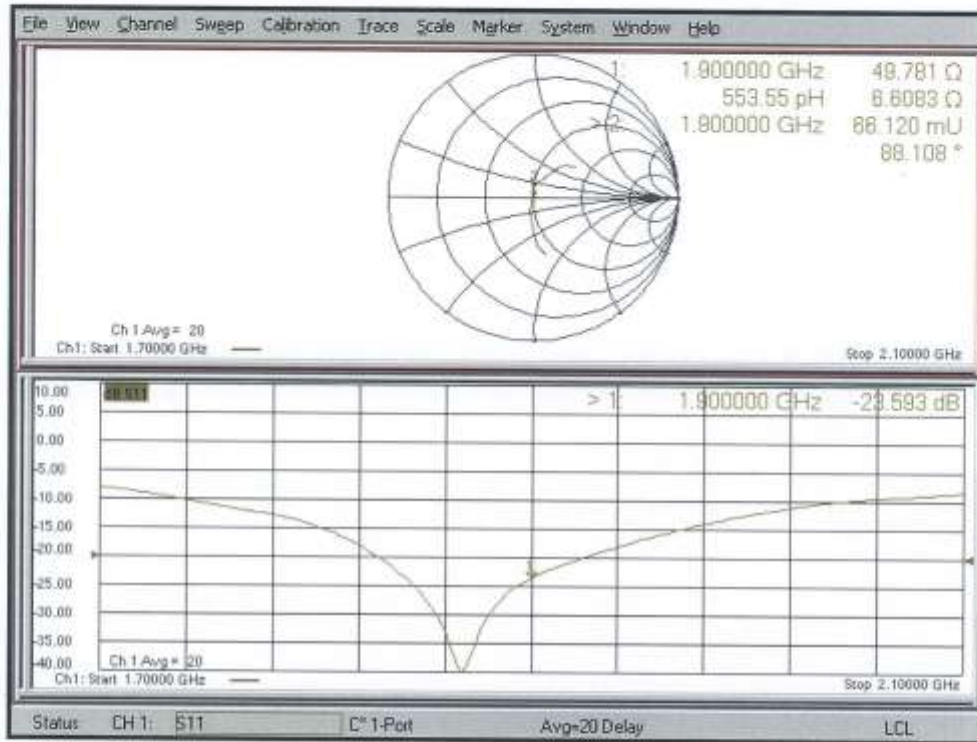 File View Channel Sweep Calibration Trace Scale Marker System Window Help
1: 1.900000 GHz 49.781 Ω
553.55 pH 6.6083 Ω
> 2: 1.900000 GHz 66.120 mU
88.108 °
Ch 1 Avg = 20
Ch1: Start 1.70000 GHz Stop 2.10000 GHz
10.00
5.00
0.00
-5.00
-10.00
-15.00
-20.00
-25.00
-30.00
-35.00
-40.00
dB S11
> 1: 1.900000 GHz -23.593 dB
1
Ch 1 Avg = 20
Ch1: Start 1.70000 GHz Stop 2.10000 GHz
Status CH 1: S11 C* 1-Port Avg=20 Delay LCL